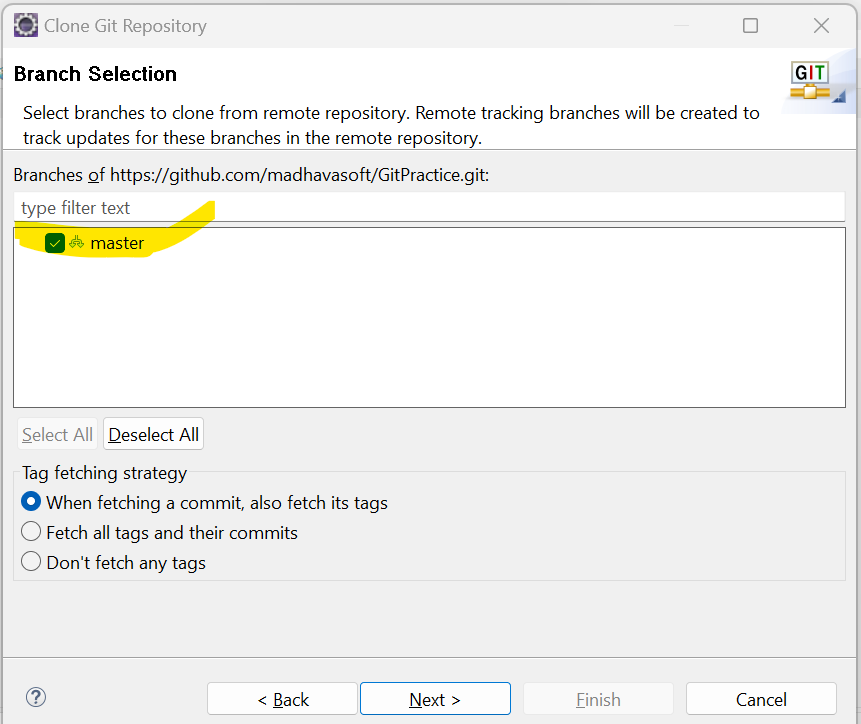 Clone Git Repository
Branch Selection
GIT
Select branches to clone from remote repository. Remote tracking branches will be created to
track updates for these branches in the remote repository.
Branches of https://github.com/madhavasoft/GitPractice.git:
type filter text
master
Select All
Deselect All
Tag fetching strategy
When fetching a commit, also fetch its tags
Fetch all tags and their commits
Don't fetch any tags
?
< Back
Next >
Finish
Cancel